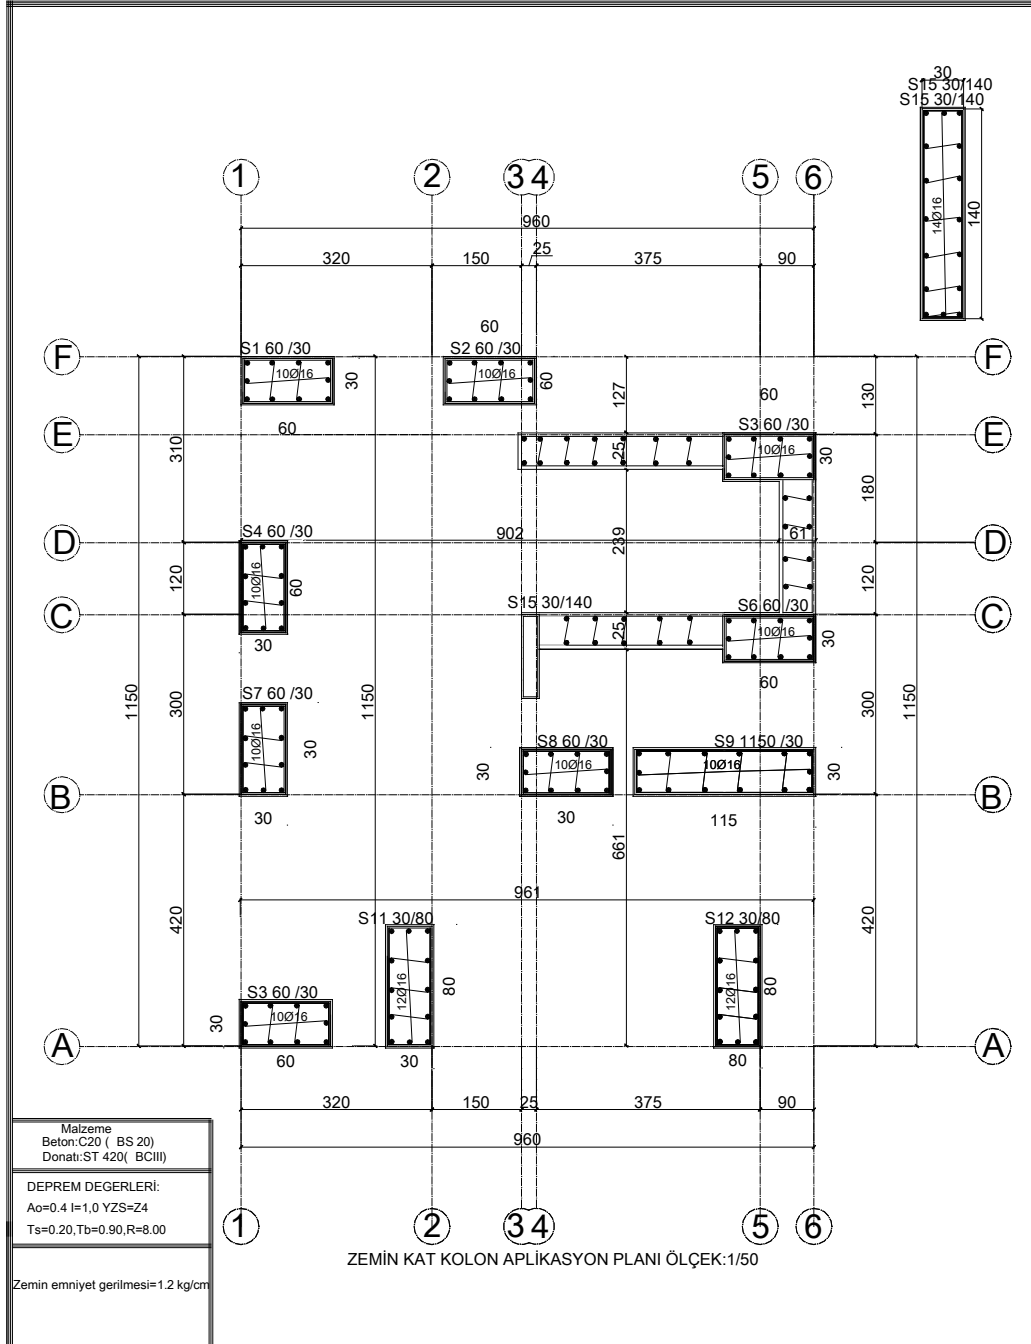 30
S15 30/140
S15 30/140
14Ø16
140
1 2 3 4 5 6
960
320 150 25 375 90
60
F S1 60 /30 S2 60 /30 F
10Ø16 30 10Ø16 60
127 60 130
E 60 S3 60 /30 E
310 25 10Ø16 30
180
D S4 60 /30 902 239 61 D
120 10Ø16 60 120
C S15 30/140 S6 60 /30 C
30 25 10Ø16 30
S7 60 /30 60
1150 300 1150 300 1150
10Ø16 30
S8 60 /30 S9 1150 /30
30 10Ø16 10Ø16 30
B B
30 30 115
661
961
420 S11 30/80 S12 30/80 420
12Ø16 80 12Ø16 80
S3 60 /30
30 10Ø16
A A
60 30 80
320 150 25 375 90
960
1 2 3 4 5 6
ZEMİN KAT KOLON APLİKASYON PLANI ÖLÇEK:1/50
Malzeme
Beton:C20 ( BS 20)
Donatı:ST 420( BCIII)
DEPREM DEGERLERİ:
Ao=0.4 I=1,0 YZS=Z4
Ts=0.20,Tb=0.90,R=8.00
Zemin emniyet gerilmesi=1.2 kg/cm